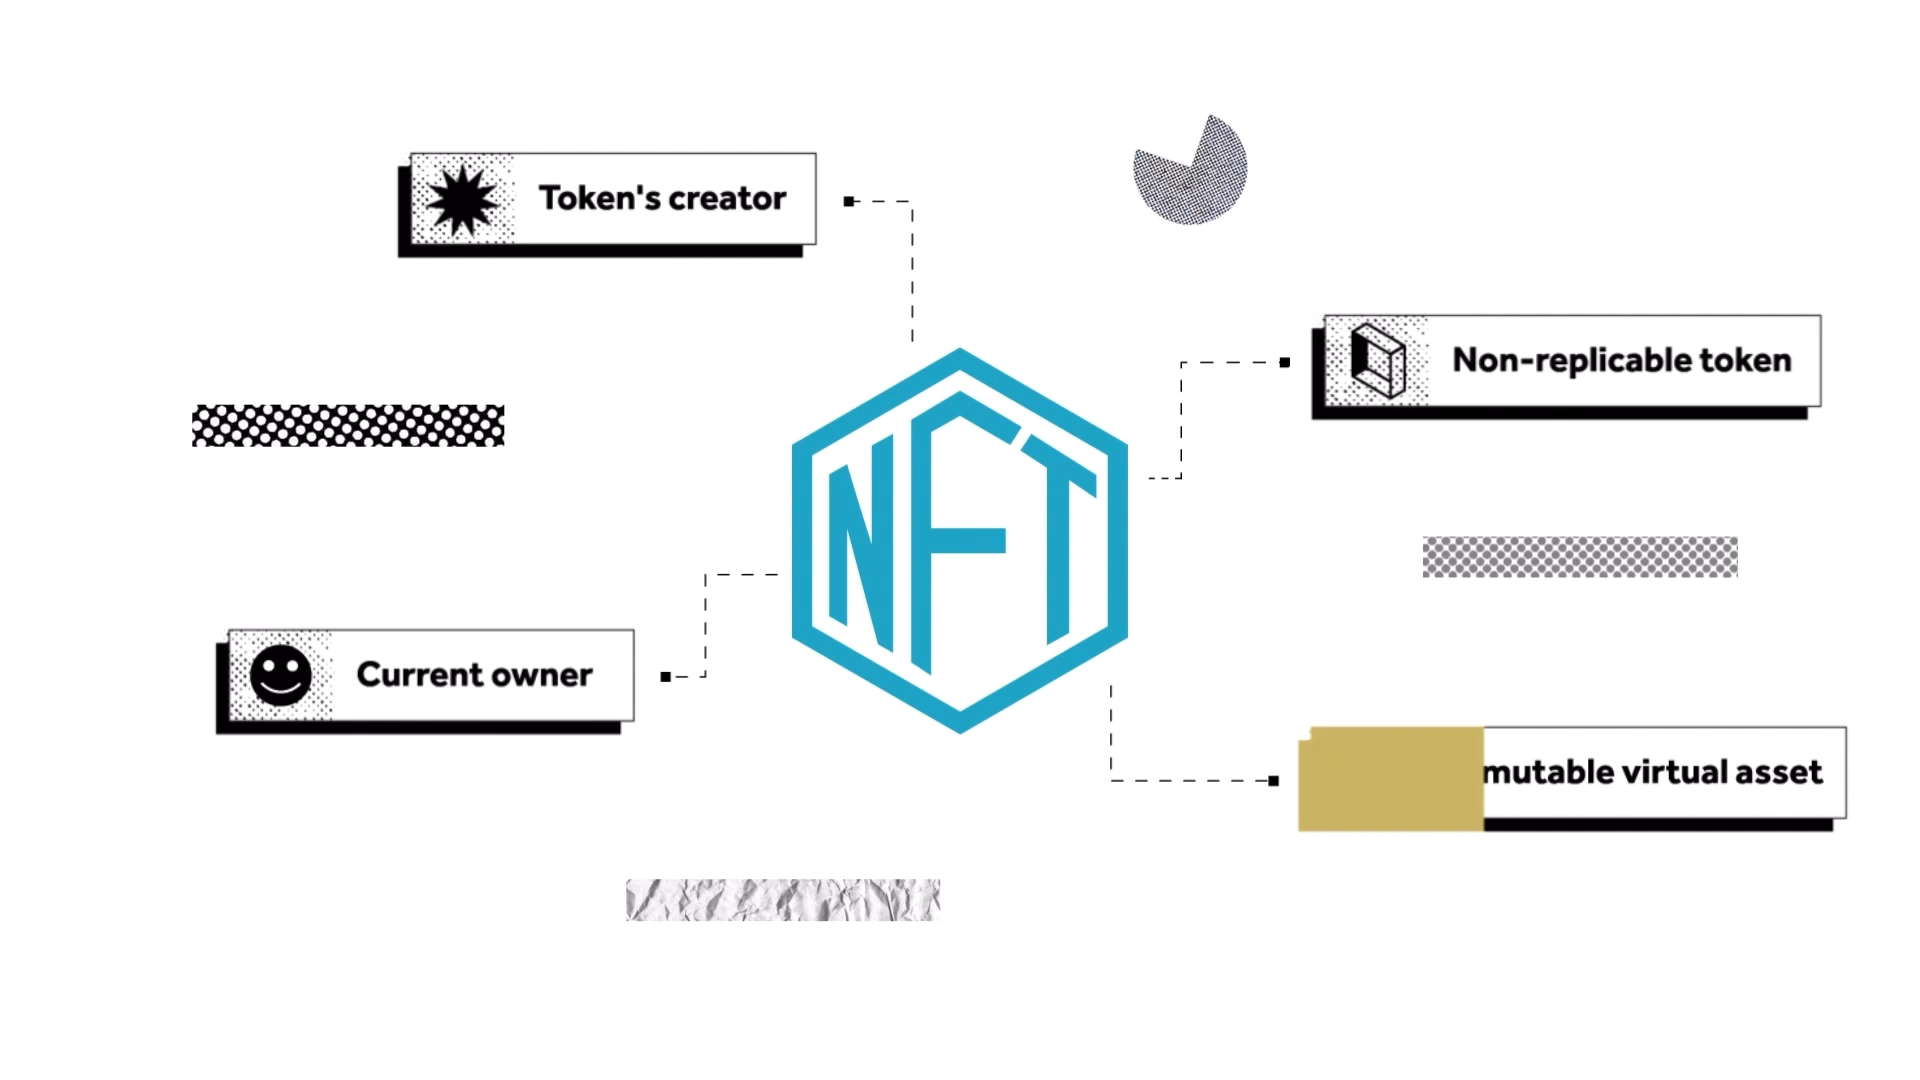 Token's creator
Non-replicable token
NFT
Current owner
mutable virtual asset